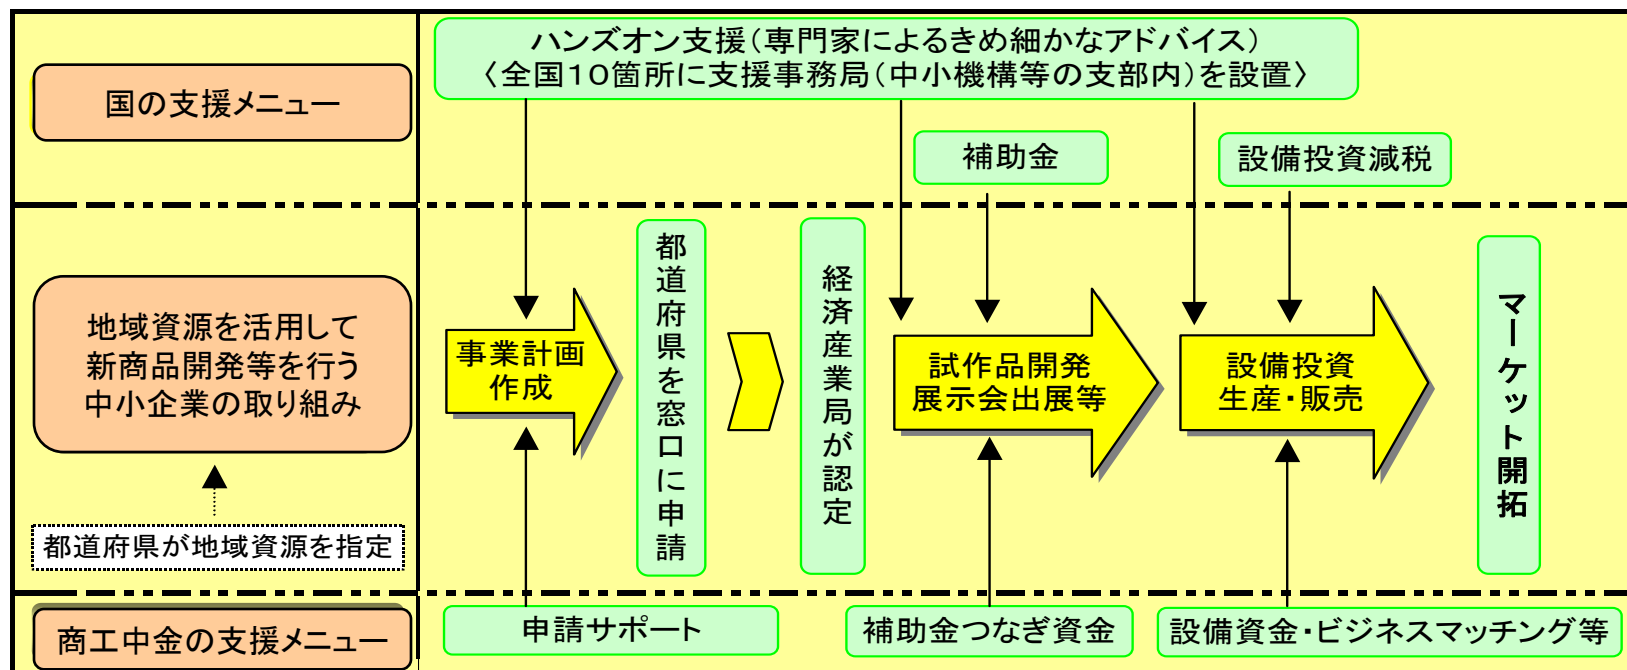 ハンズオン支援(専門家によるきめ細かなアドバイス)
〈全国10箇所に支援事務局(中小機構等の支部内)を設置〉
国の支援メニュー
補助金
設備投資減税
地域資源を活用して
新商品開発等を行う
中小企業の取り組み
都道府県が地域資源を指定
事業計画
作成
都道府県を窓口に申請
経済産業局が認定
試作品開発
展示会出展等
設備投資
生産・販売
マーケット開拓
商工中金の支援メニュー
申請サポート
補助金つなぎ資金
設備資金・ビジネスマッチング等